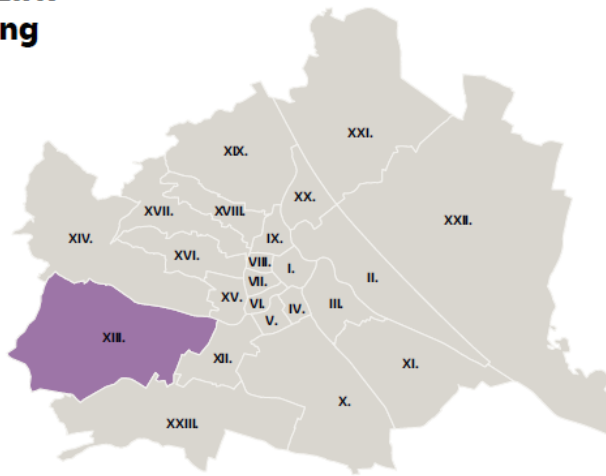 ng
XXI.
XIX.
XX.
XVII.
XVIII.
XXII.
XIV.
IX.
XVI.
VIII.
I.
II.
VII.
XV.
VI.
IV.
III.
V.
XIII.
XII.
XI.
X.
XXIII.